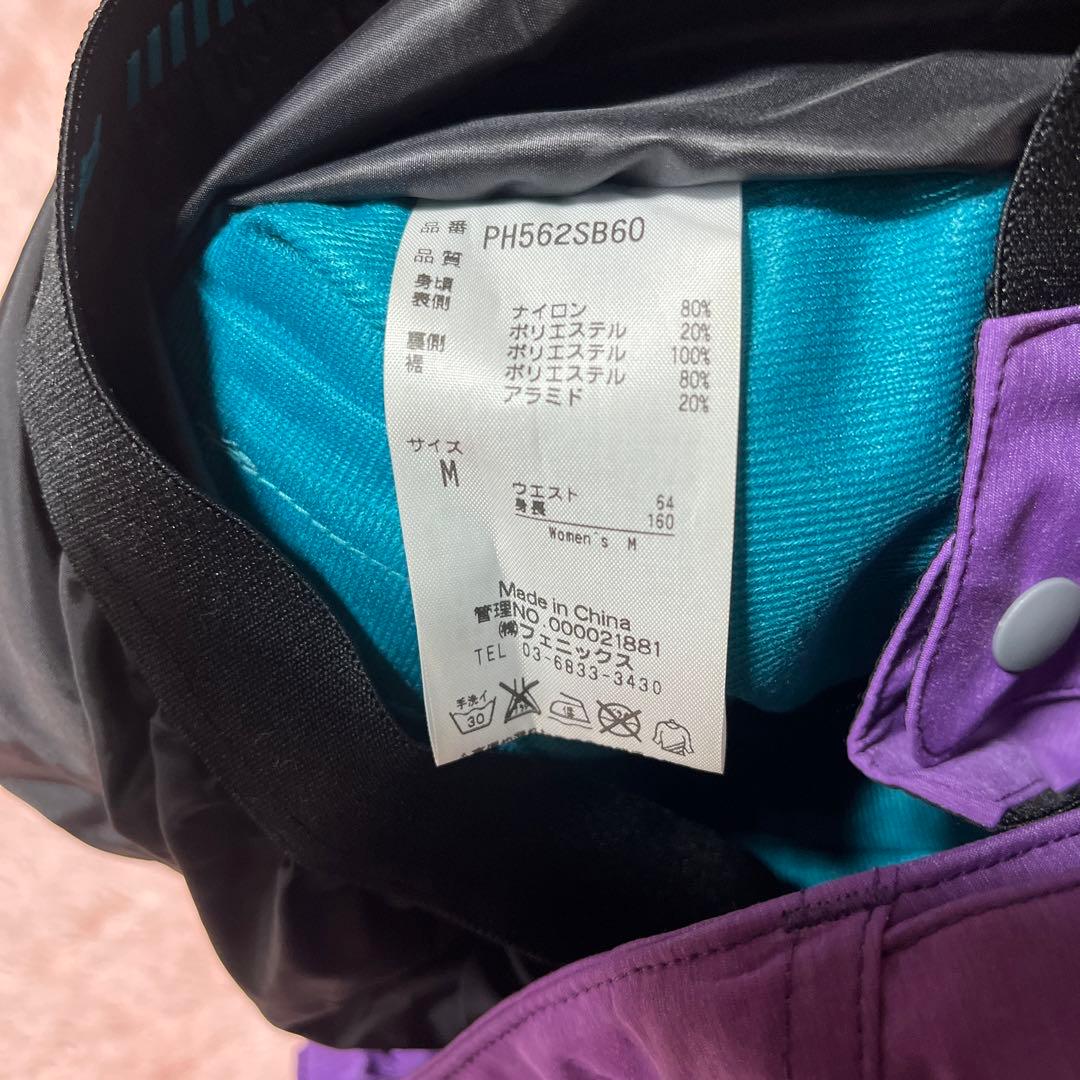 品番 PH562SB60
品質
身頃
表側 ナイロン 80%
ポリエステル 20%
裏側 ポリエステル 100%
裾 ポリエステル 80%
アラミド 20%
サイズ
M
ウエスト 64
身長 160
Women's M
Made in China
管理NO 000021881
㈱フェニックス
TEL 03-6833-3430
手洗イ
30
低